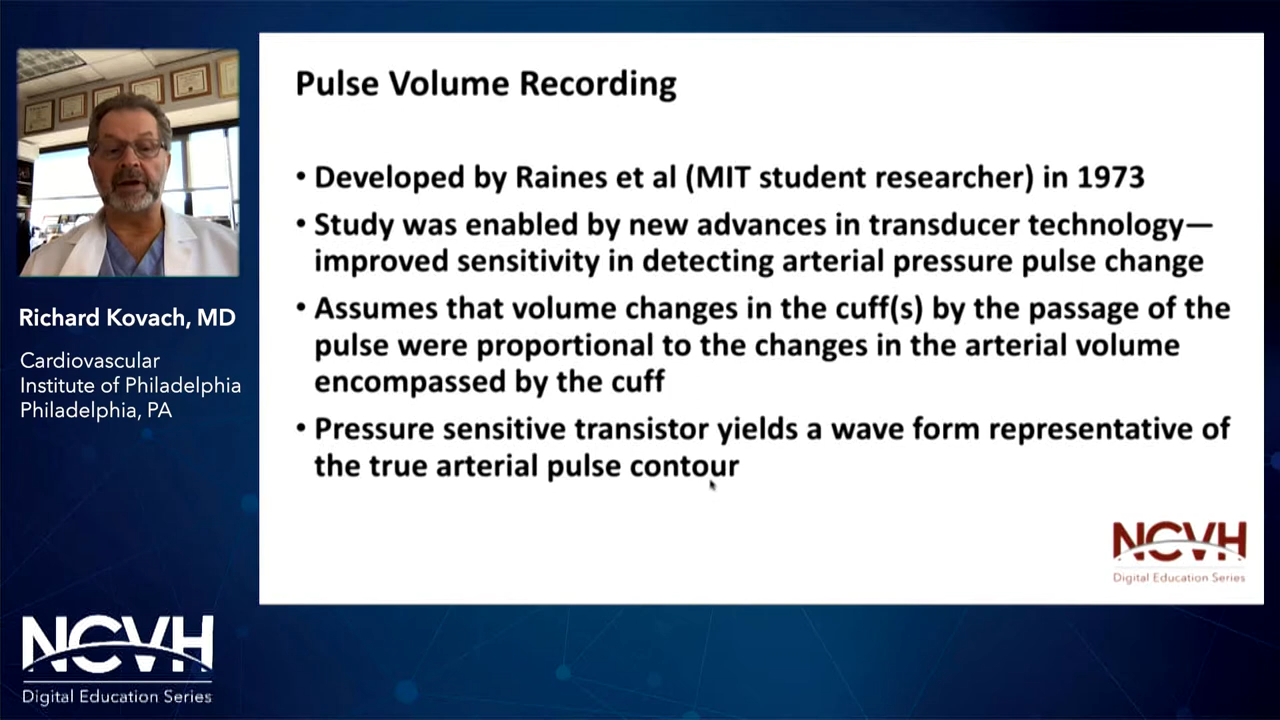 Pulse Volume Recording
• Developed by Raines et al (MIT student researcher) in 1973
• Study was enabled by new advances in transducer technology—
improved sensitivity in detecting arterial pressure pulse change
• Assumes that volume changes in the cuff(s) by the passage of the
pulse were proportional to the changes in the arterial volume
encompassed by the cuff
• Pressure sensitive transistor yields a wave form representative of
the true arterial pulse contour
NCVH
Digital Education Series
Richard Kovach, MD
Cardiovascular
Institute of Philadelphia
Philadelphia, PA
NCVH
Digital Education Series